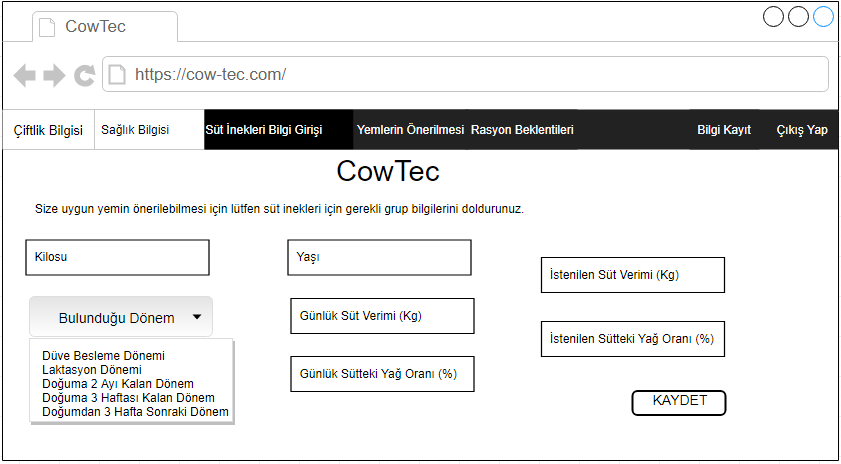 CowTec
https://cow-tec.com/
Çiftlik Bilgisi Sağlık Bilgisi Süt İnekleri Bilgi Girişi Yemlerin Önerilmesi Rasyon Beklentileri Bilgi Kayıt Çıkış Yap
CowTec
Size uygun yemin önerilebilmesi için lütfen süt inekleri için gerekli grup bilgilerini doldurunuz.
Kilosu
Yaşı
İstenilen Süt Verimi (Kg)
Bulunduğu Dönem
Günlük Süt Verimi (Kg)
İstenilen Sütteki Yağ Oranı (%)
Düve Besleme Dönemi
Laktasyon Dönemi
Doğuma 2 Ayı Kalan Dönem
Doğuma 3 Haftası Kalan Dönem
Doğumdan 3 Hafta Sonraki Dönem
Günlük Sütteki Yağ Oranı (%)
KAYDET